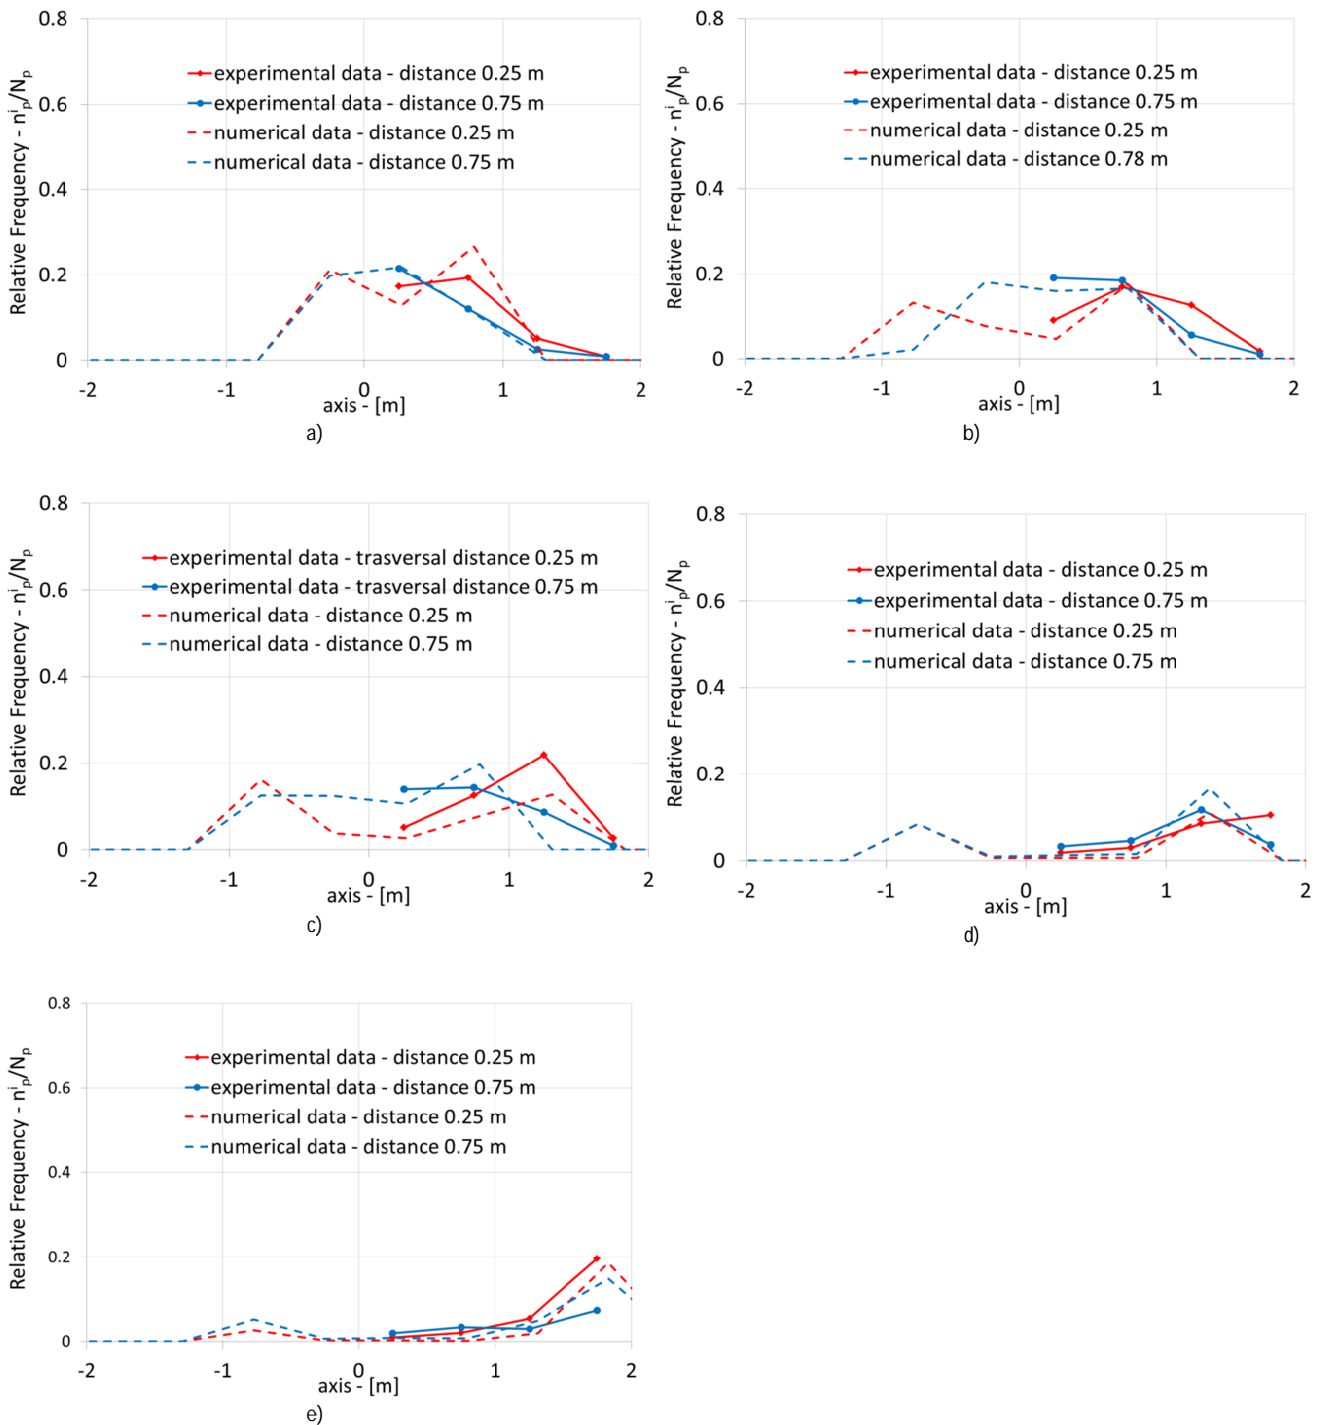 0.8
0.6
0.4
0.2
0
Relative Frequency - nⁱₚ/Nₚ
experimental data - distance 0.25 m
experimental data - distance 0.75 m
numerical data - distance 0.25 m
numerical data - distance 0.75 m
-2 -1 0 1 2
axis - [m]
a)
0.8
0.6
0.4
0.2
0
Relative Frequency - nⁱₚ/Nₚ
experimental data - distance 0.25 m
experimental data - distance 0.75 m
numerical data - distance 0.25 m
numerical data - distance 0.78 m
-2 -1 0 1 2
axis - [m]
b)
0.8
0.6
0.4
0.2
0
Relative Frequency - nⁱₚ/Nₚ
experimental data - trasversal distance 0.25 m
experimental data - trasversal distance 0.75 m
numerical data - distance 0.25 m
numerical data - distance 0.75 m
-2 -1 0 1 2
axis - [m]
c)
0.8
0.6
0.4
0.2
0
Relative Frequency - nⁱₚ/Nₚ
experimental data - distance 0.25 m
experimental data - distance 0.75 m
numerical data - distance 0.25 m
numerical data - distance 0.75 m
-2 -1 0 1 2
axis - [m]
d)
0.8
0.6
0.4
0.2
0
Relative Frequency - nⁱₚ/Nₚ
experimental data - distance 0.25 m
experimental data - distance 0.75 m
numerical data - distance 0.25 m
numerical data - distance 0.75 m
-2 -1 0 1 2
axis - [m]
e)